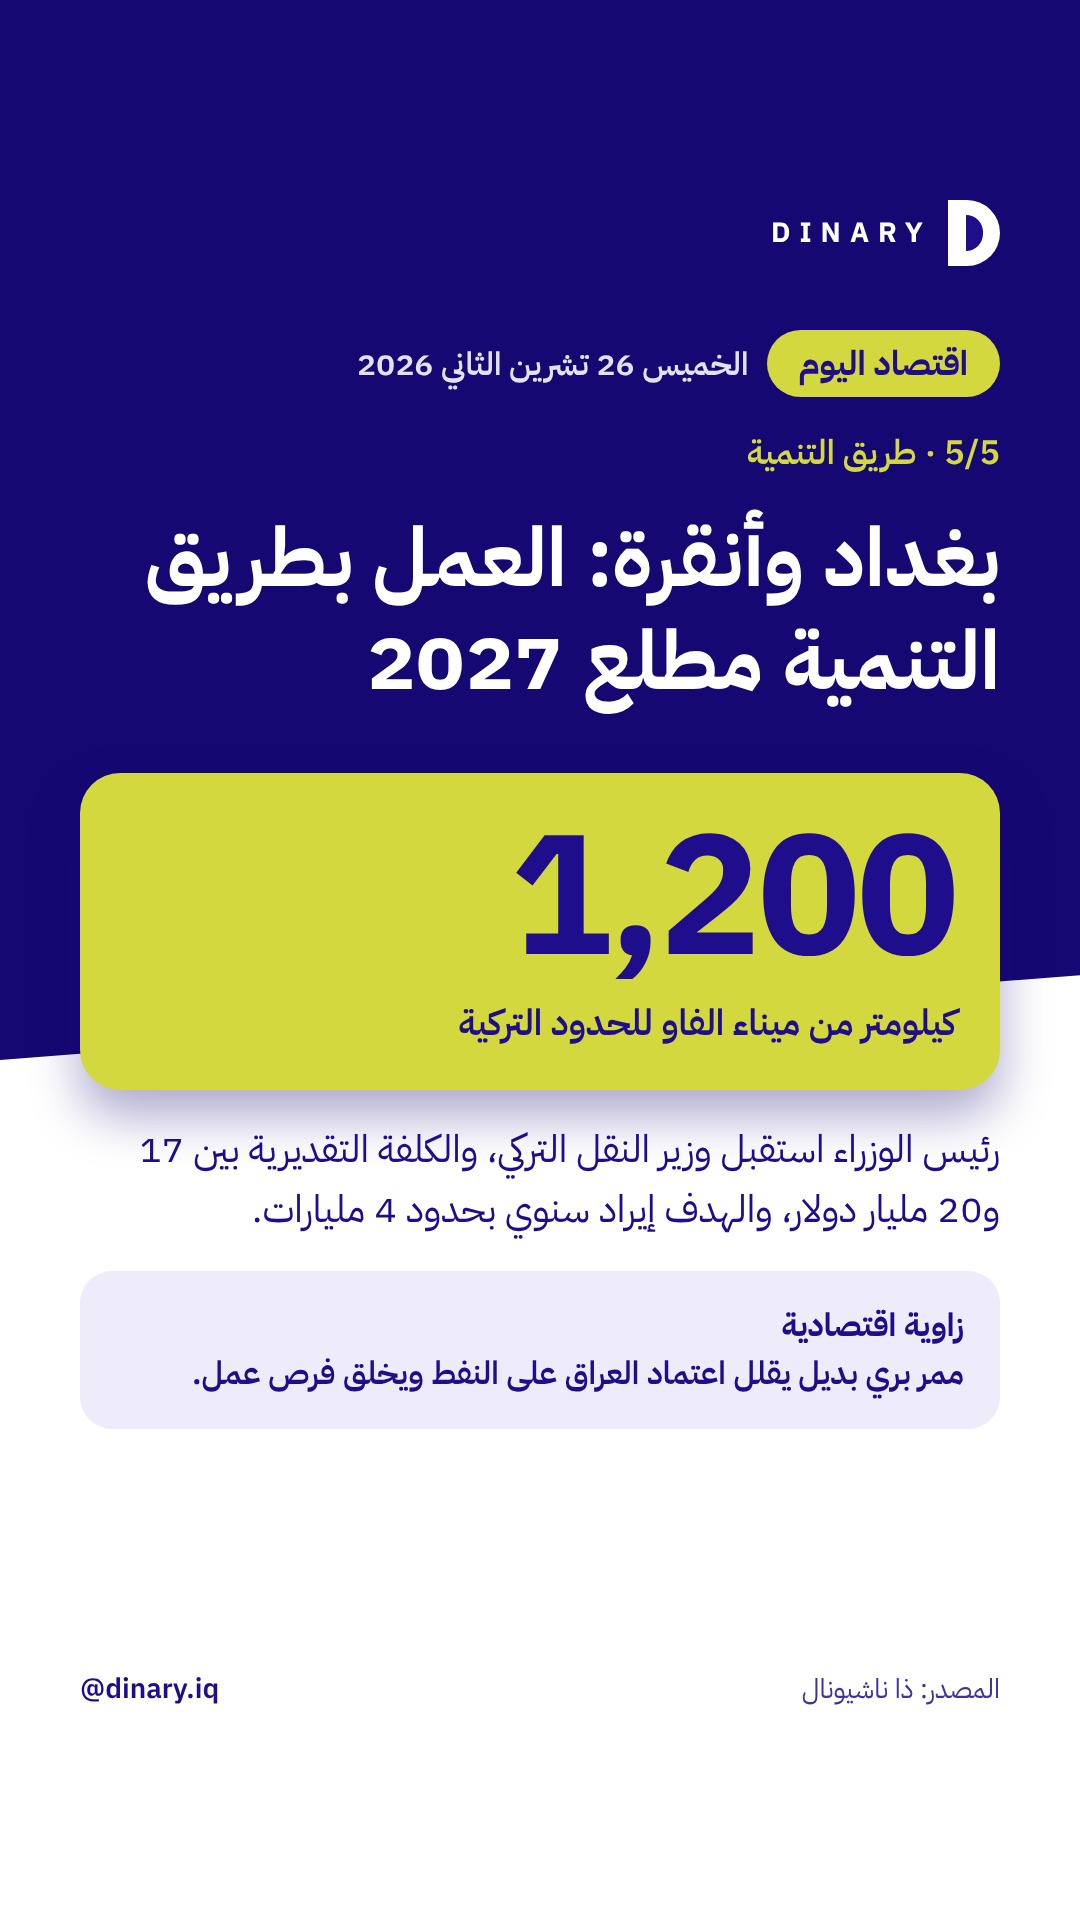 DINARY
اقتصاد اليوم الخميس 26 تشرين الثاني 2026
5/5 · طريق التنمية
بغداد وأنقرة: العمل بطريق
التنمية مطلع 2027
1,200
كيلومتر من ميناء الفاو للحدود التركية
رئيس الوزراء استقبل وزير النقل التركي، والكلفة التقديرية بين 17
و20 مليار دولار، والهدف إيراد سنوي بحدود 4 مليارات.
زاوية اقتصادية
ممر بري بديل يقلل اعتماد العراق على النفط ويخلق فرص عمل.
المصدر: ذا ناشيونال
@dinary.iq